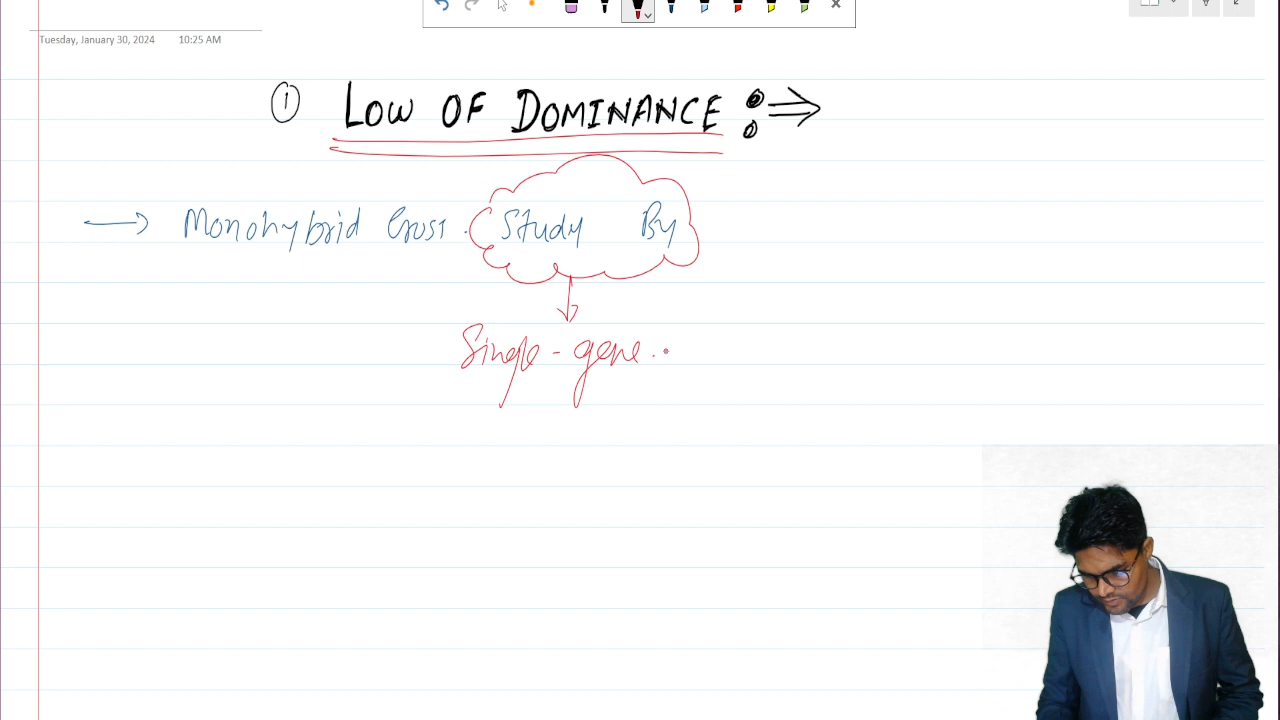 Tuesday, January 30, 2024 10:25 AM
① LOW OF DOMINANCE :⇒
→ Monohybrid Cross. Study By
Single-gene.